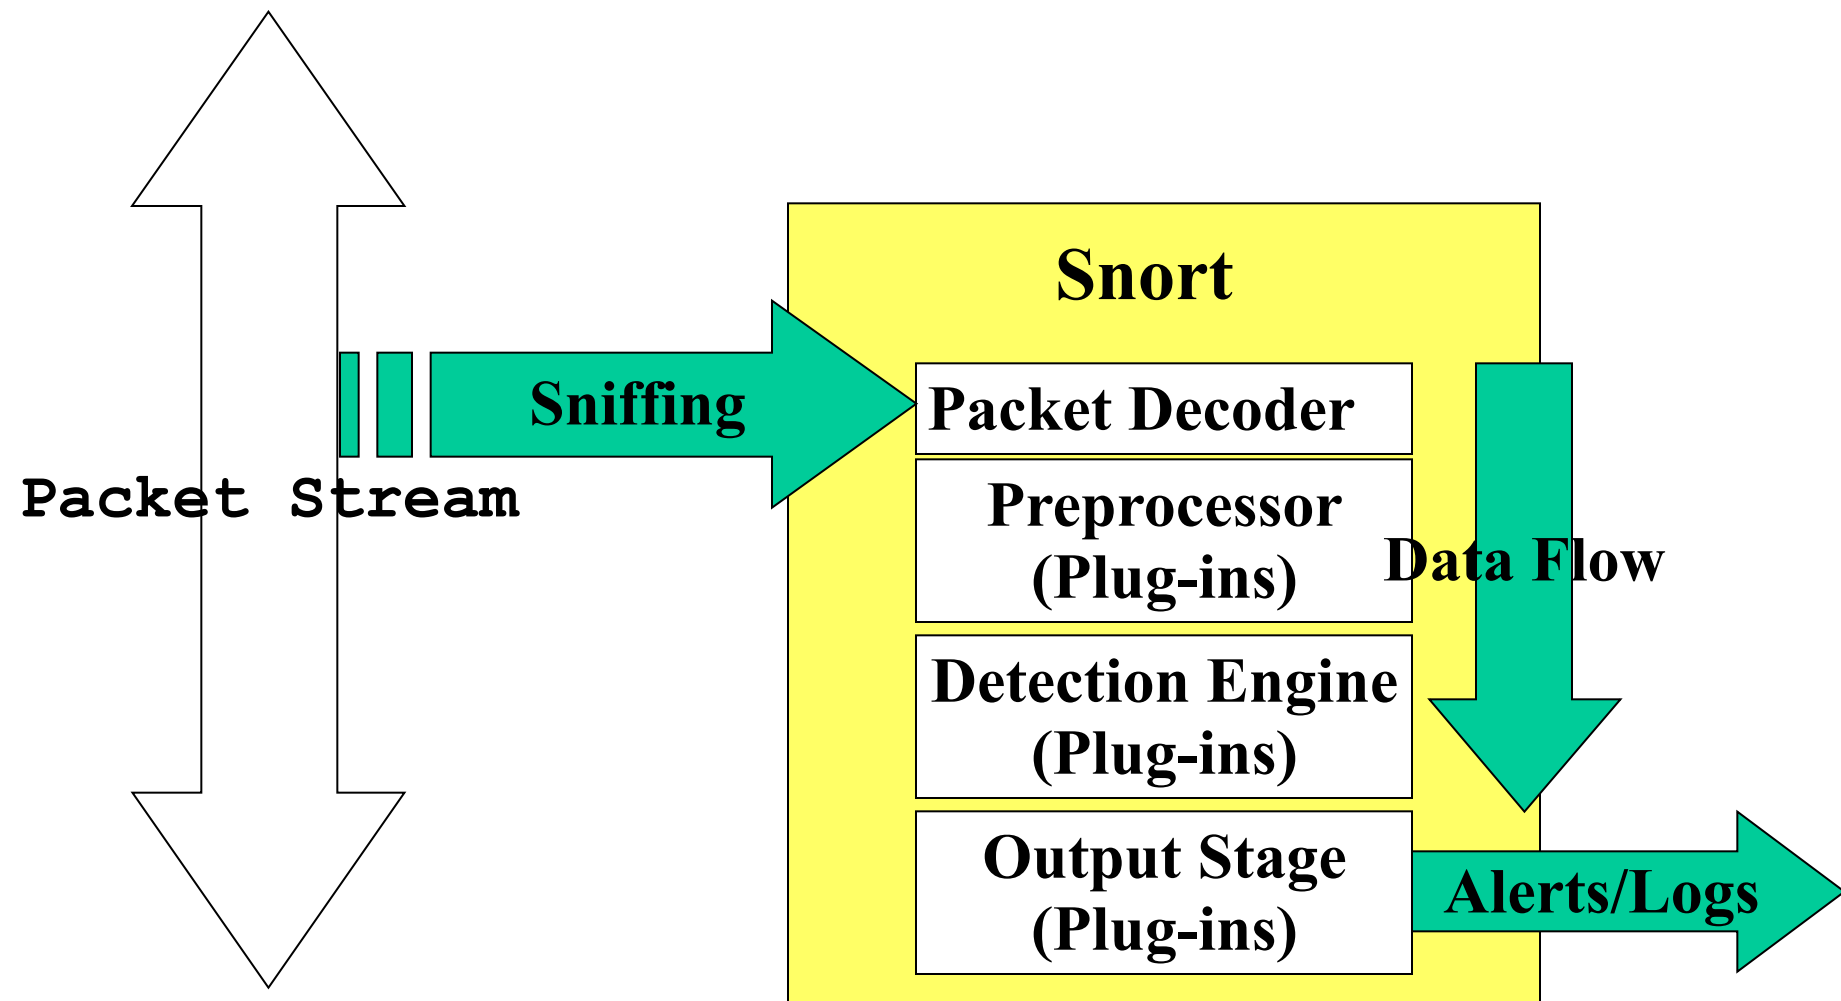 Snort
Sniffing
Packet Decoder
Packet Stream
Preprocessor
(Plug-ins)
Data Flow
Detection Engine
(Plug-ins)
Output Stage
(Plug-ins)
Alerts/Logs